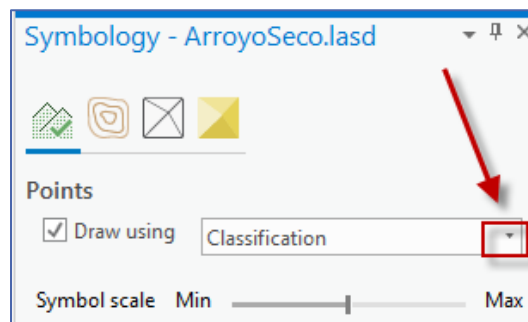 Symbology - ArroyoSeco.lasd
Points
Draw using Classification
Symbol scale Min Max